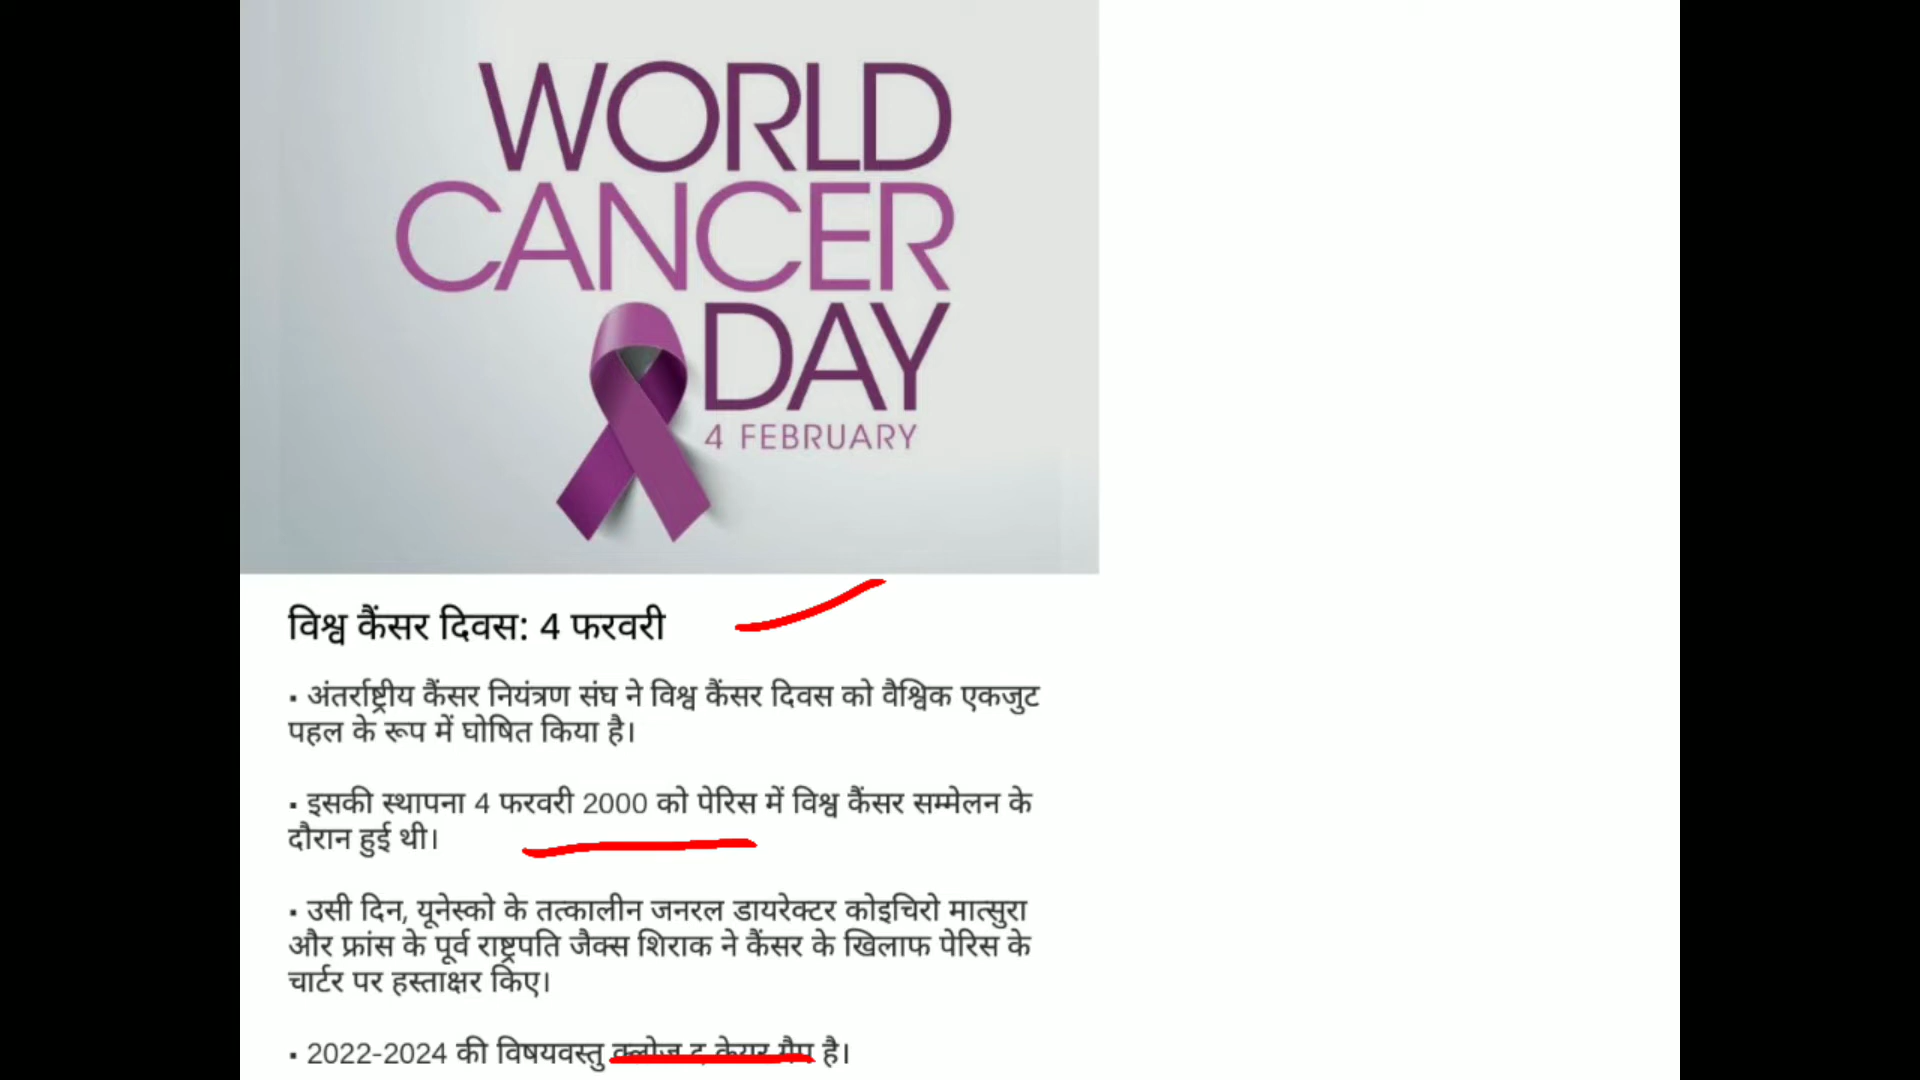 WORLD
CANCER
DAY
4 FEBRUARY
विश्व कैंसर दिवस: 4 फरवरी
▪ अंतर्राष्ट्रीय कैंसर नियंत्रण संघ ने विश्व कैंसर दिवस को वैश्विक एकजुट
पहल के रूप में घोषित किया है।
▪ इसकी स्थापना 4 फरवरी 2000 को पेरिस में विश्व कैंसर सम्मेलन के
दौरान हुई थी।
▪ उसी दिन, यूनेस्को के तत्कालीन जनरल डायरेक्टर कोइचिरो मात्सुरा
और फ्रांस के पूर्व राष्ट्रपति जैक्स शिराक ने कैंसर के खिलाफ पेरिस के
चार्टर पर हस्ताक्षर किए।
▪ 2022-2024 की विषयवस्तु क्लोज द केयर गैप है।